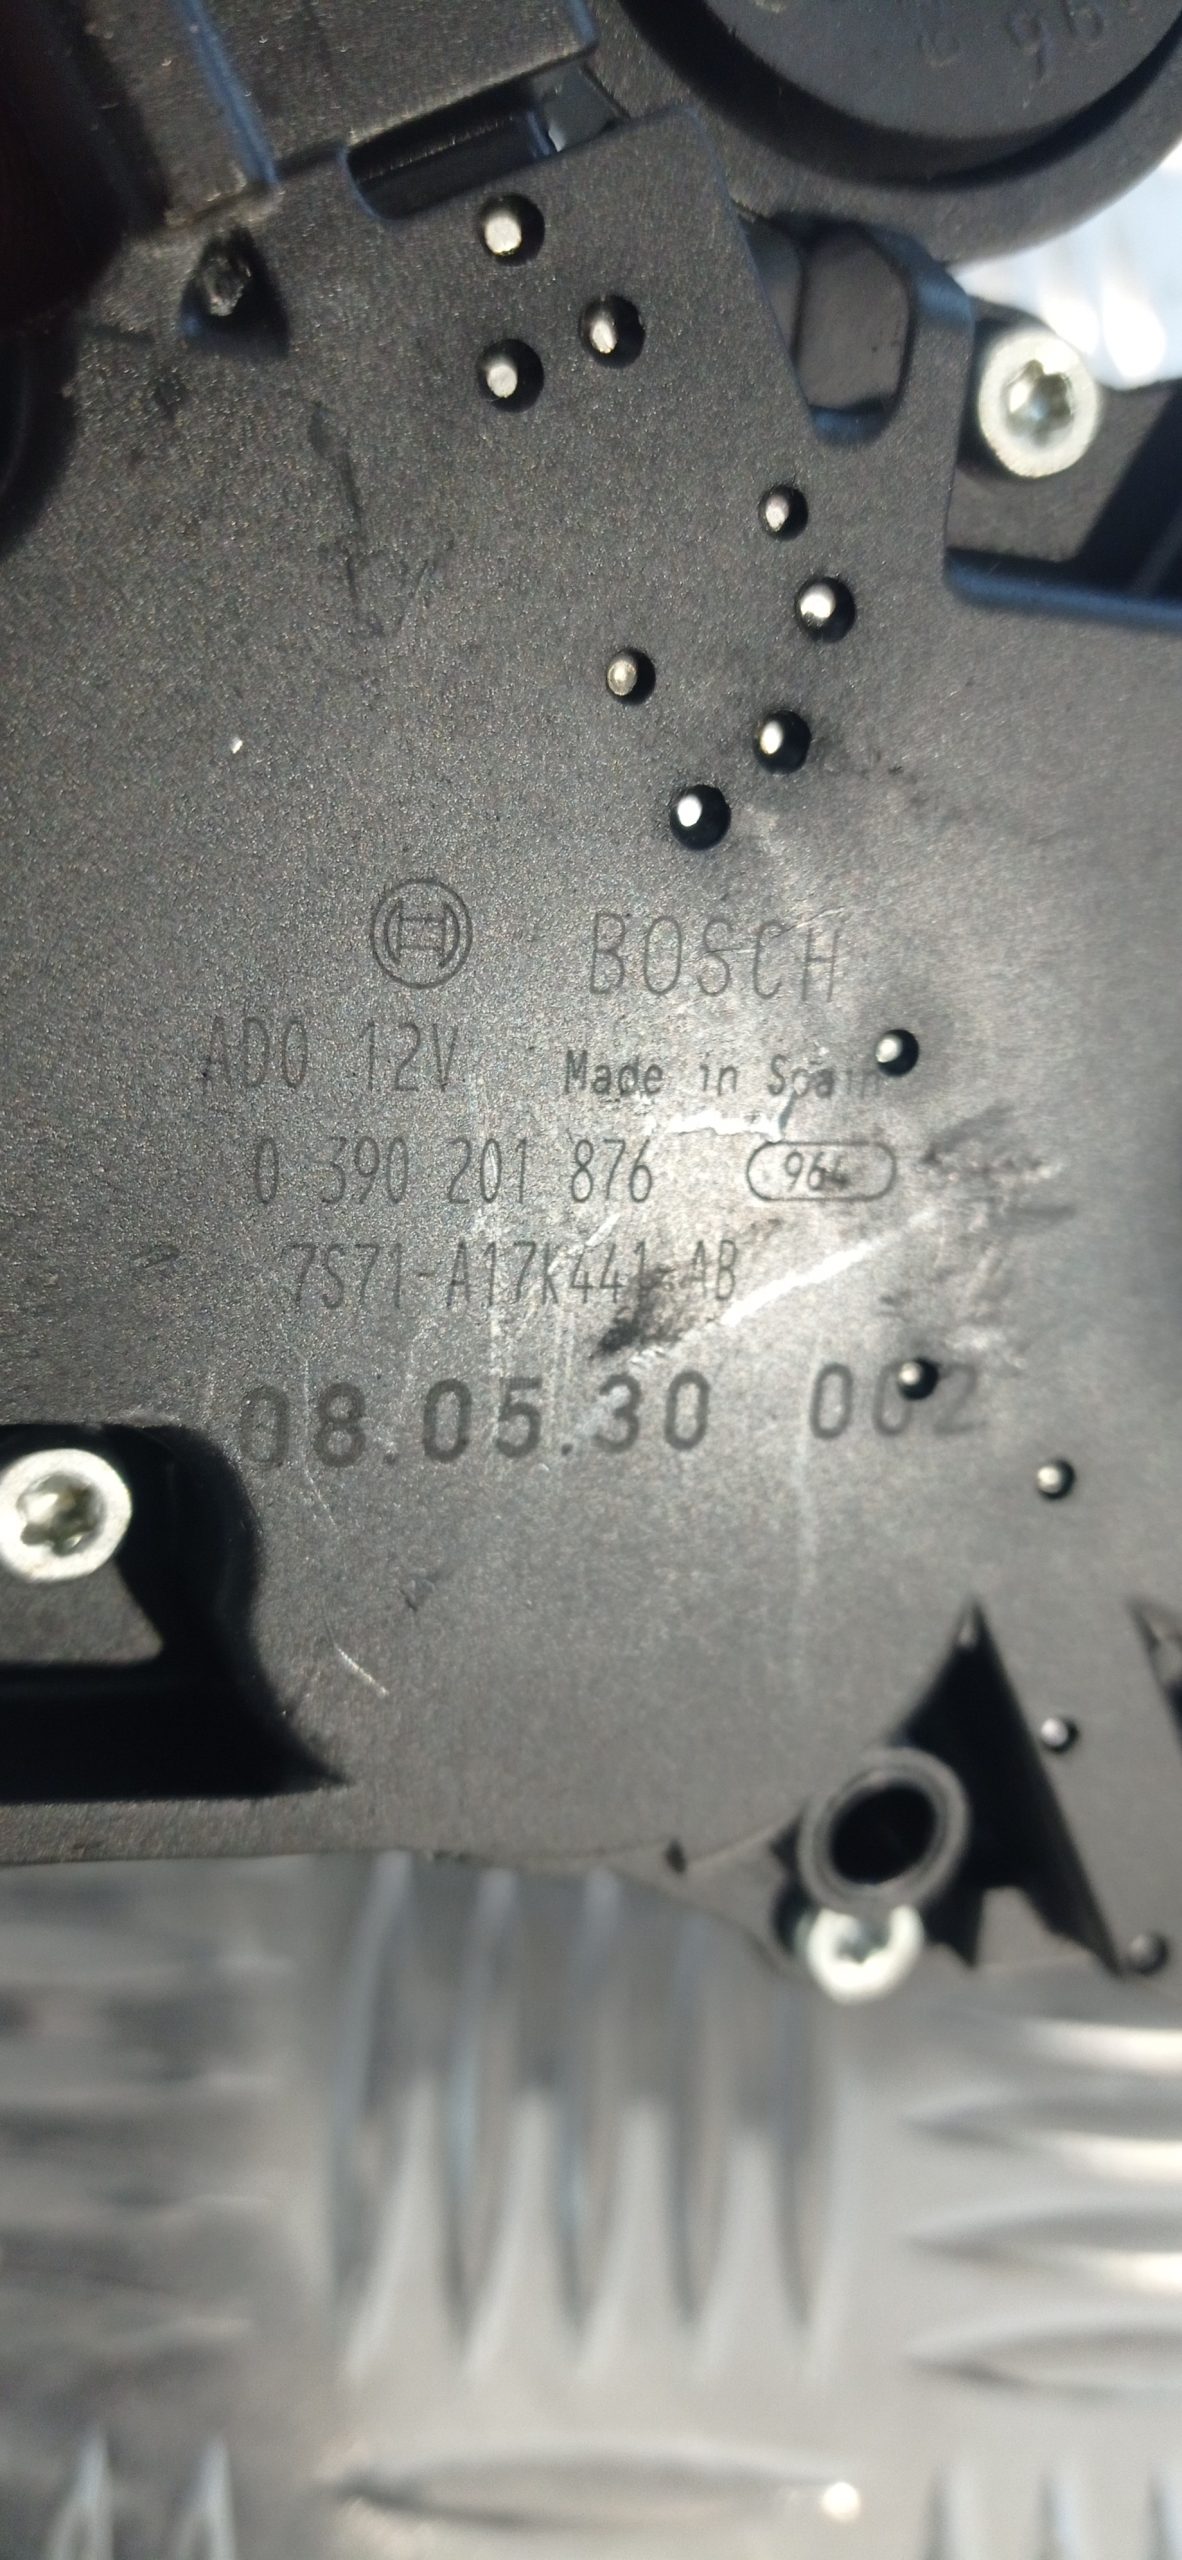 BOSCH
ADO 12V Made in Spain
0 390 201 876 964
7S71-A17K441-AB
08.05.30 002